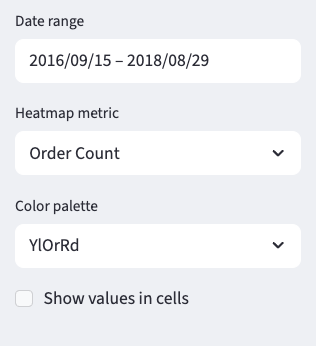 Date range
2016/09/15 – 2018/08/29
Heatmap metric
Order Count
Color palette
YlOrRd
Show values in cells